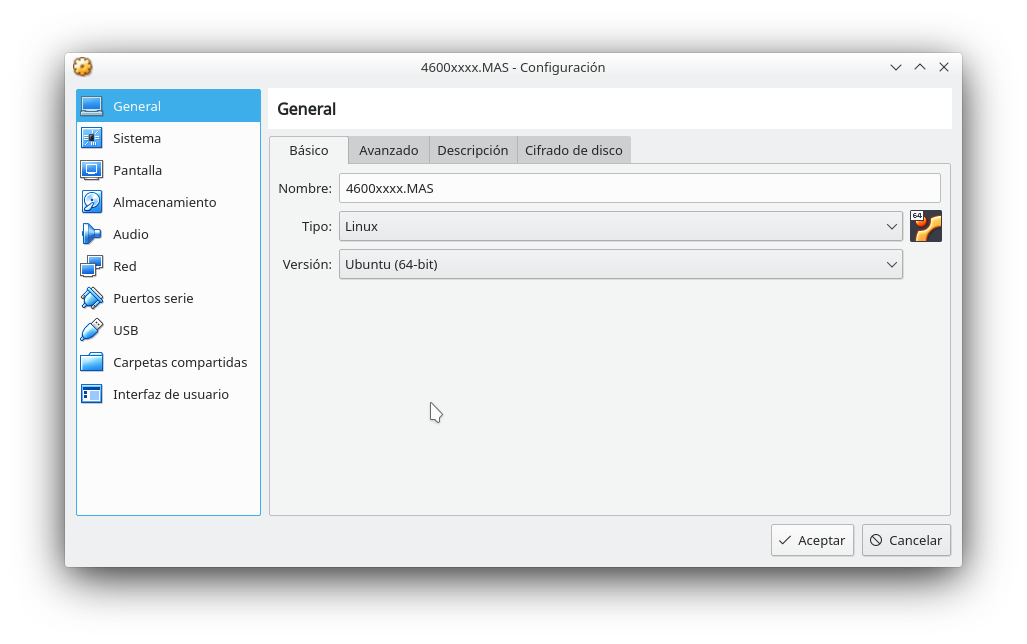 4600xxxx.MAS - Configuración
General
Sistema
Pantalla
Almacenamiento
Audio
Red
Puertos serie
USB
Carpetas compartidas
Interfaz de usuario
General
Básico Avanzado Descripción Cifrado de disco
Nombre: 4600xxxx.MAS
Tipo: Linux 64
Versión: Ubuntu (64-bit)
Aceptar Cancelar